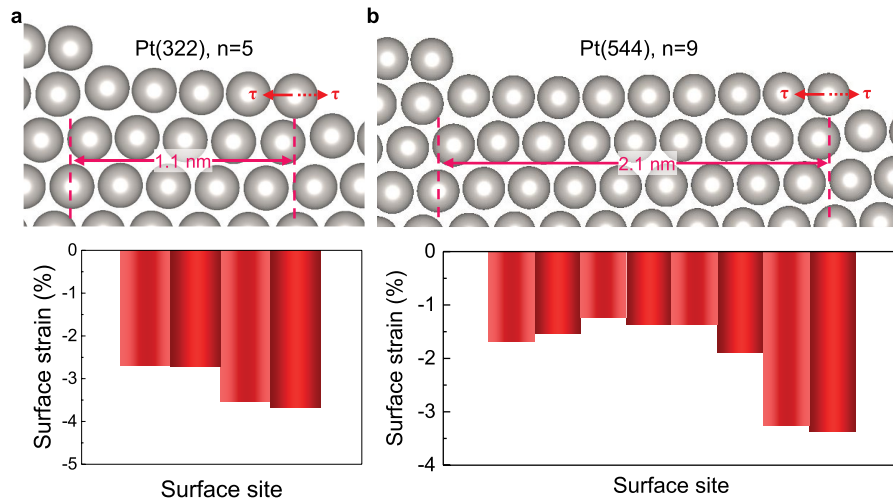 a
Pt(322), n=5
τ τ
1.1 nm
0
-1
-2
-3
-4
-5
Surface strain (%)
Surface site
b
Pt(544), n=9
τ τ
2.1 nm
0
-1
-2
-3
-4
Surface strain (%)
Surface site